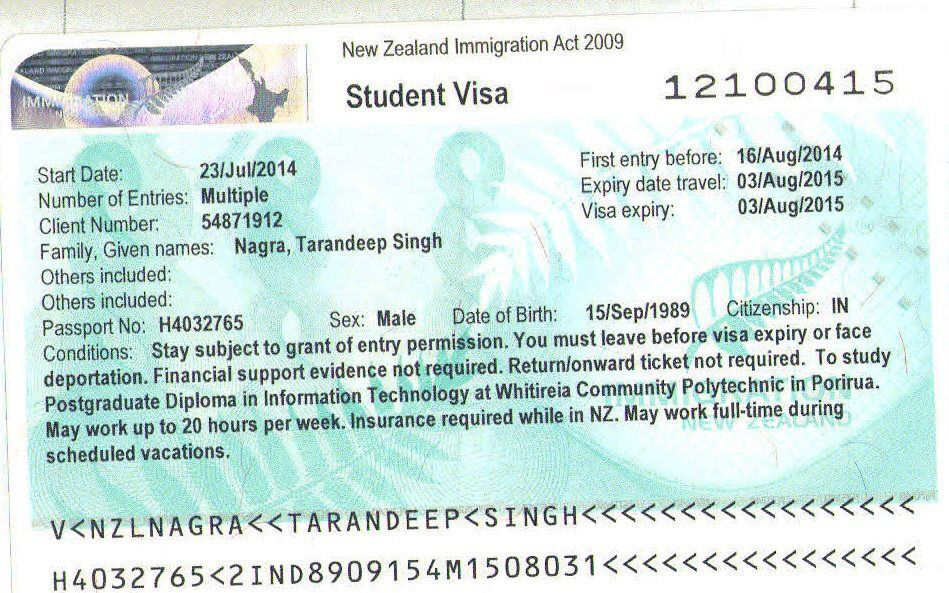 New Zealand Immigration Act 2009
IMMIGRATION
Student Visa
12100415
Start Date: 23/Jul/2014
First entry before: 16/Aug/2014
Number of Entries: Multiple
Expiry date travel: 03/Aug/2015
Client Number: 54871912
Visa expiry: 03/Aug/2015
Family, Given names: Nagra, Tarandeep Singh
Others included:
Others included:
Passport No: H4032765 Sex: Male Date of Birth: 15/Sep/1989 Citizenship: IN
Conditions: Stay subject to grant of entry permission. You must leave before visa expiry or face
deportation. Financial support evidence not required. Return/onward ticket not required. To study
Postgraduate Diploma in Information Technology at Whitireia Community Polytechnic in Porirua.
May work up to 20 hours per week. Insurance required while in NZ. May work full-time during
scheduled vacations.
IMMIGRATION
NEW ZEALAND
V<NZLNAGRA<<TARANDEEP<SINGH<<<<<<<<<<<<<<<<<
H4032765<2IND8909154M1508031<<<<<<<<<<<<<<<<